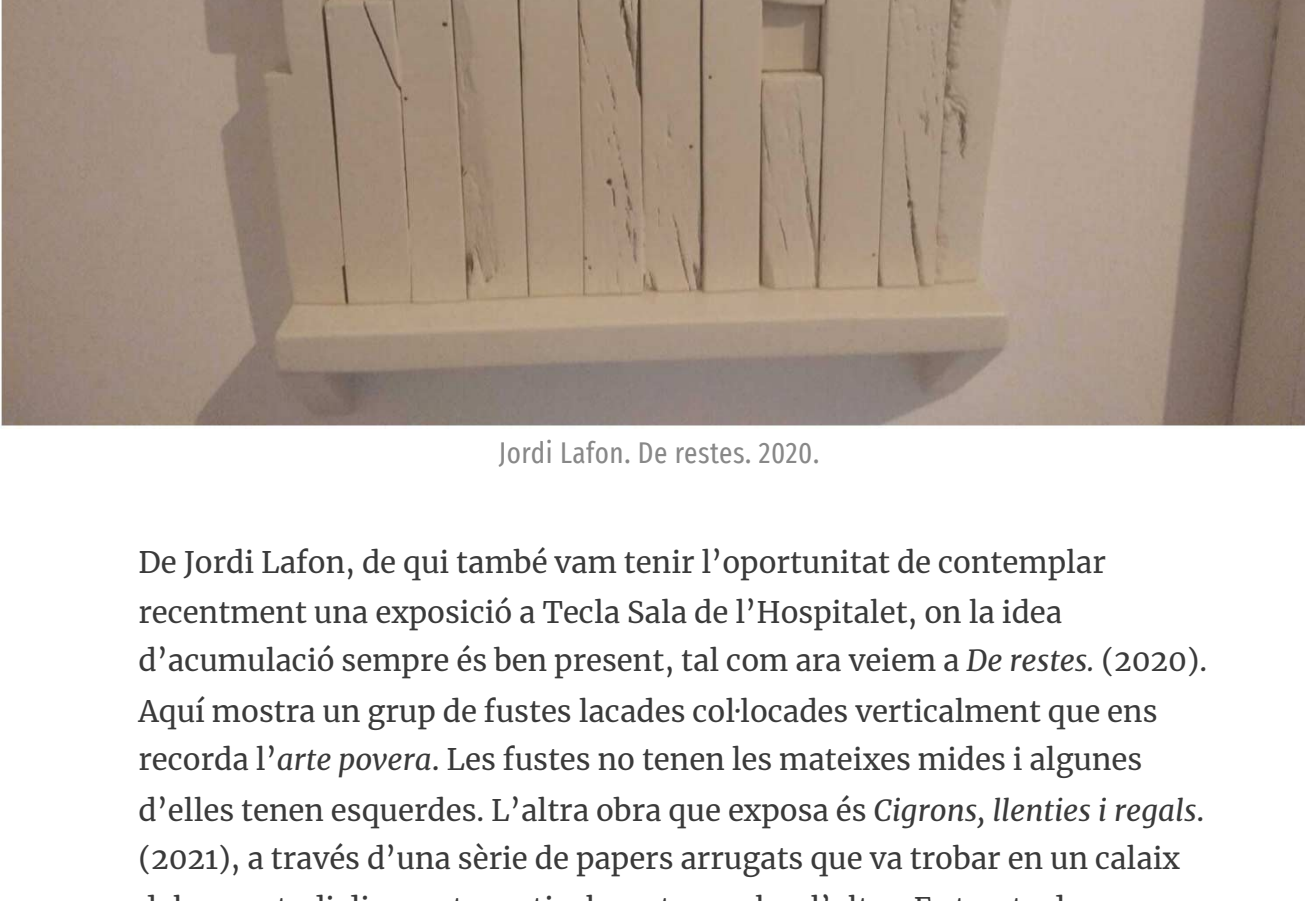 Jordi Lafon. De restes. 2020.
De Jordi Lafon, de qui també vam tenir l’oportunitat de contemplar
recentment una exposició a Tecla Sala de l’Hospitalet, on la idea
d’acumulació sempre és ben present, tal com ara veiem a De restes. (2020).
Aquí mostra un grup de fustes lacades col·locades verticalment que ens
recorda l’arte povera. Les fustes no tenen les mateixes mides i algunes
d’elles tenen esquerdes. L’altra obra que exposa és Cigrons, llenties i regals.
(2021), a través d’una sèrie de papers arrugats que va trobar en un calaix